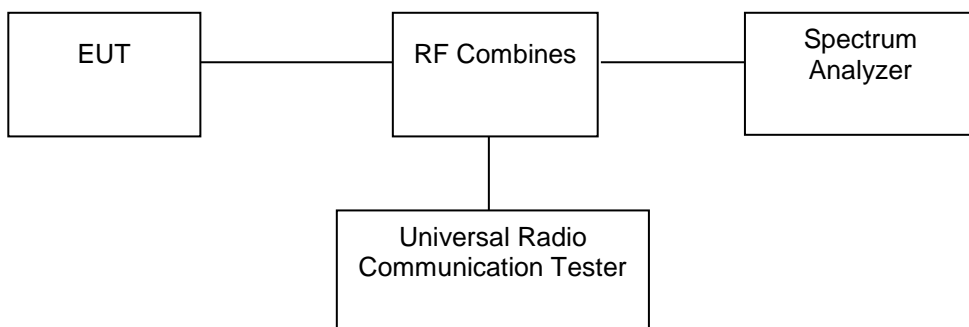 EUT
RF Combines
Spectrum
Analyzer
Universal Radio
Communication Tester